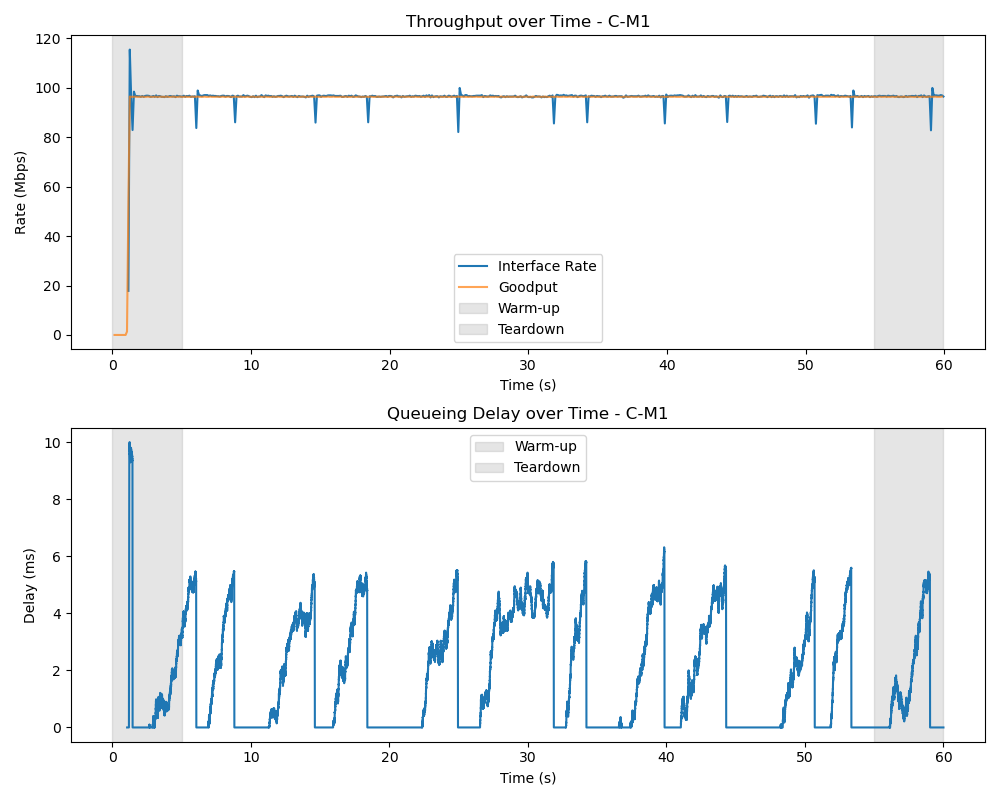 Throughput over Time - C-M1
120
100
80
60
40
20
0
Rate (Mbps)
Interface Rate
Goodput
Warm-up
Teardown
0 10 20 30 40 50 60
Time (s)
Queueing Delay over Time - C-M1
10
8
6
4
2
0
Delay (ms)
Warm-up
Teardown
0 10 20 30 40 50 60
Time (s)